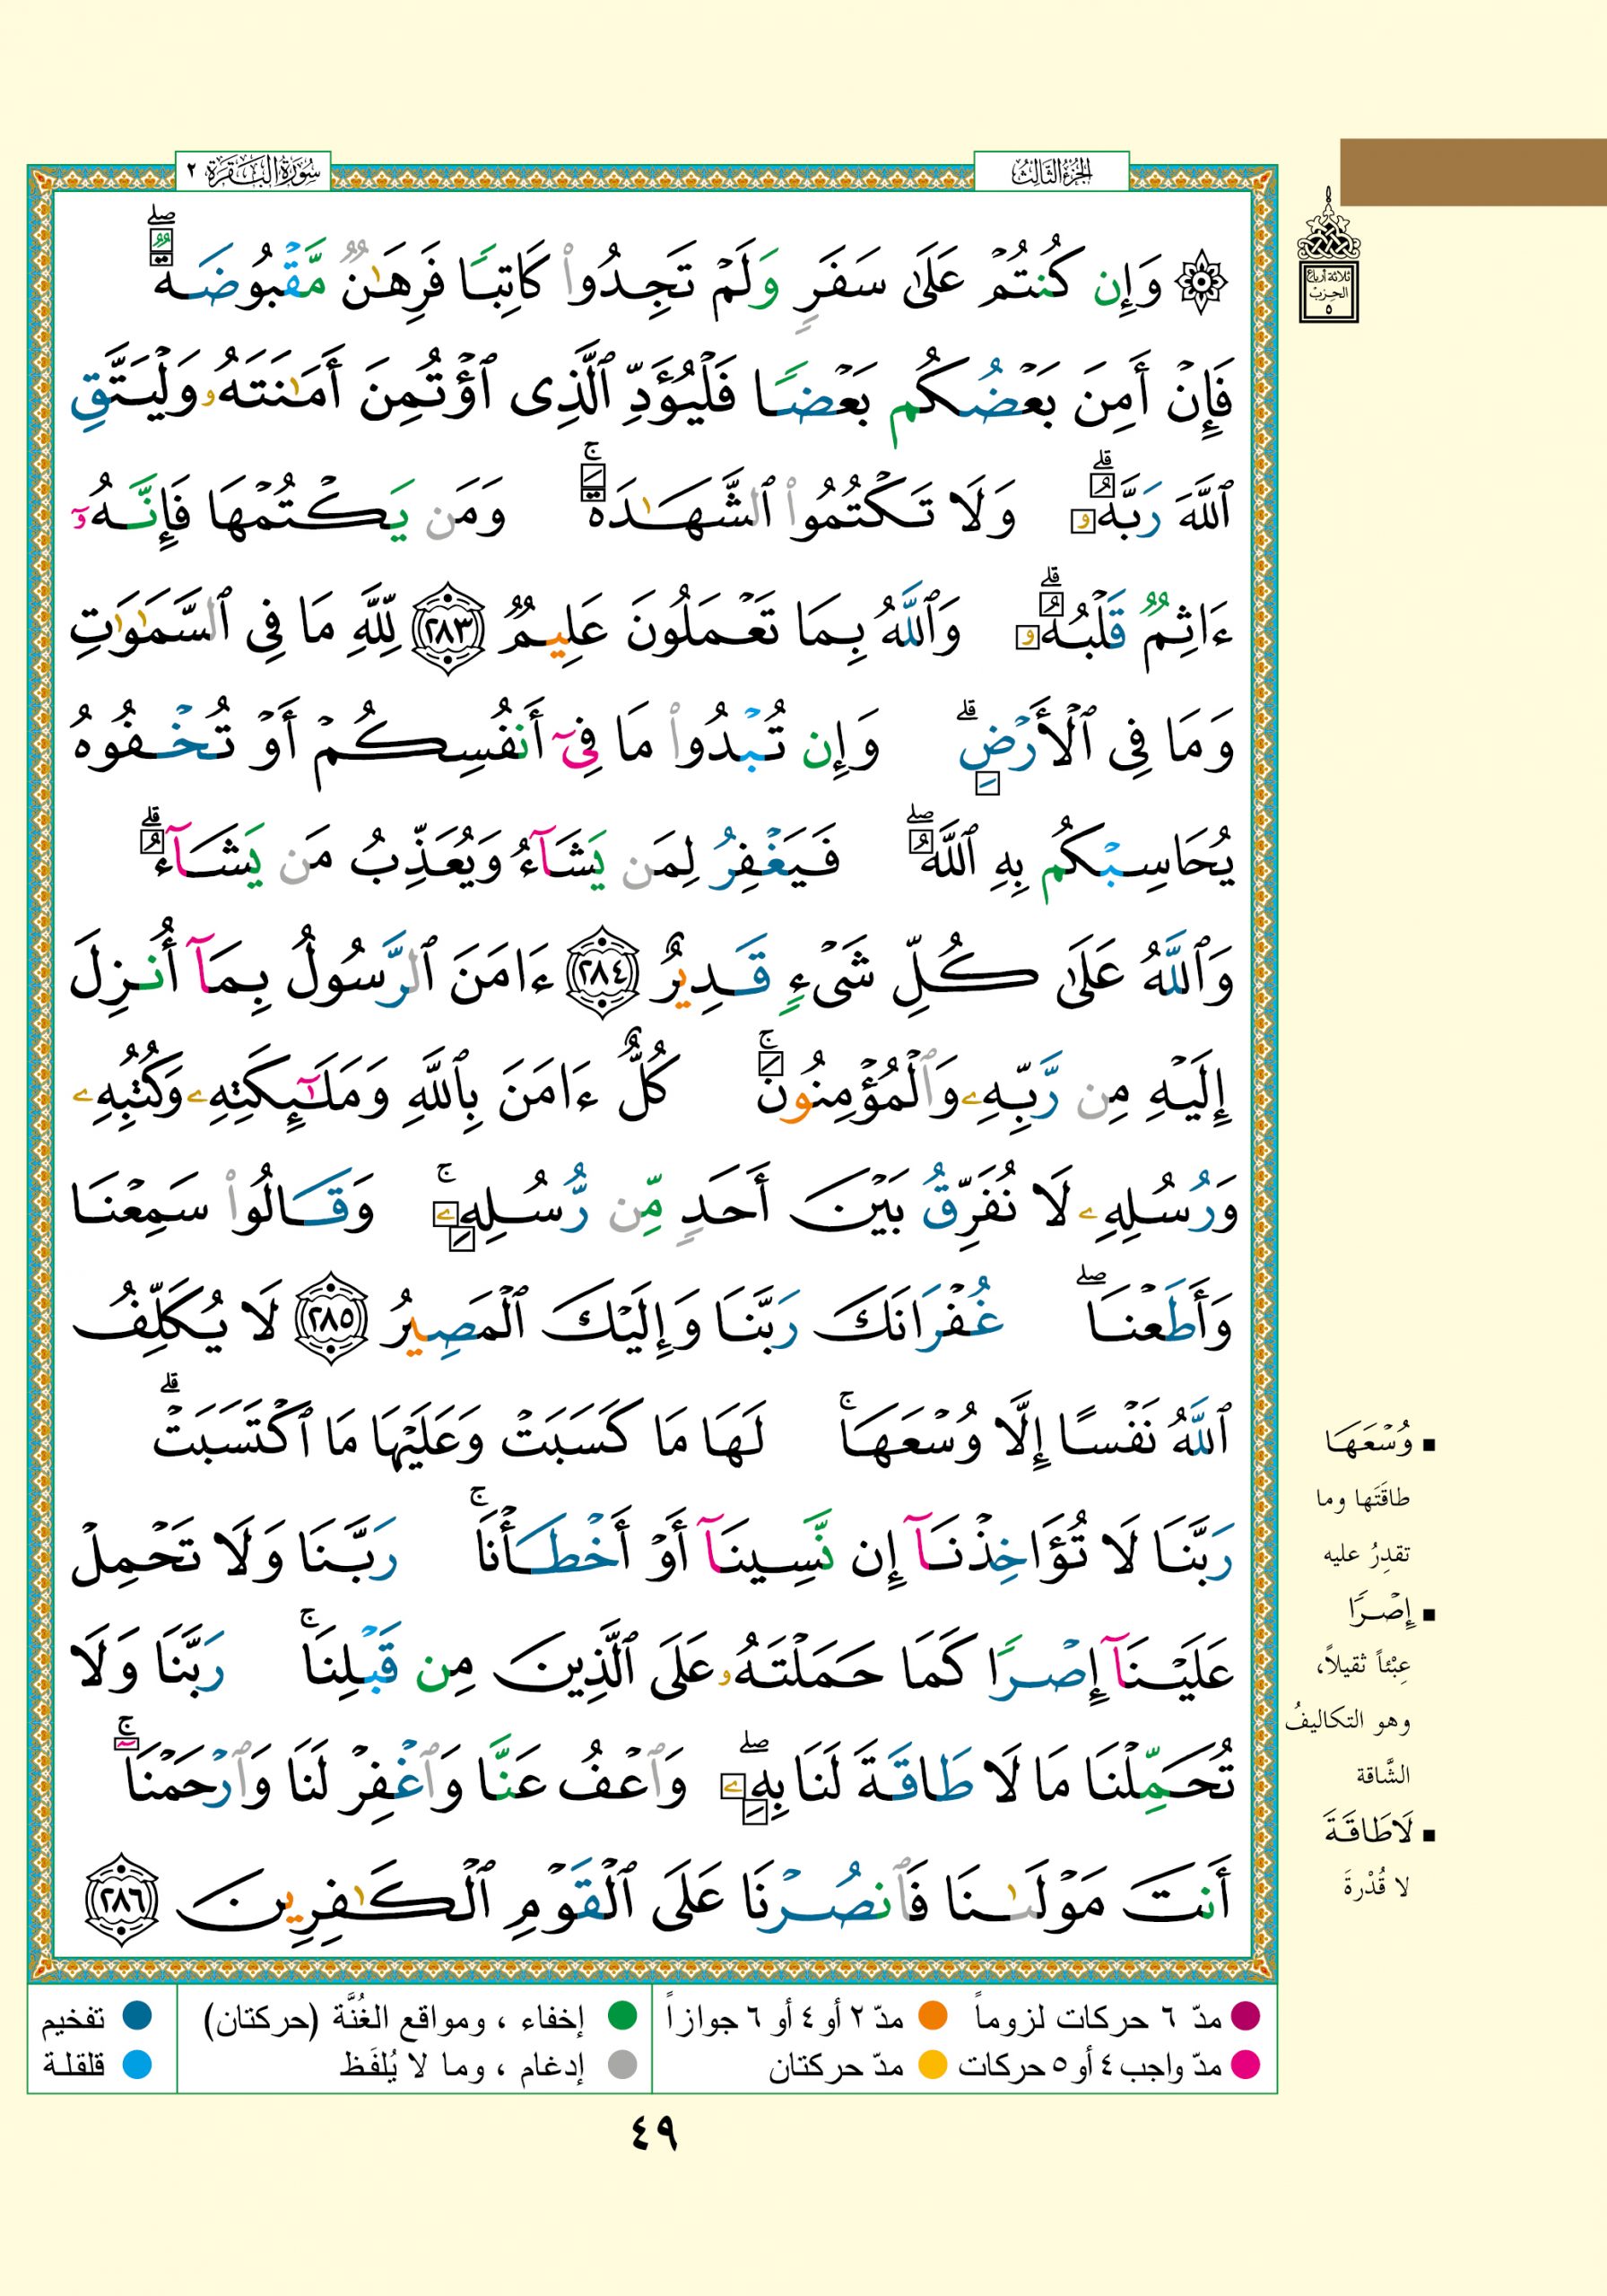 سُورَةُ البَقَرَة ٢
الجُزْءُ الثَّالِثُ
ثلاثة أرباع
الحِزبْ
٥
۞ وَإِن كُنتُمْ عَلَىٰ سَفَرٍ وَلَمْ تَجِدُوا۟ كَاتِبًا فَرِهَـٰنٌ مَّقْبُوضَةٌ ۖ
فَإِنْ أَمِنَ بَعْضُكُم بَعْضًا فَلْيُؤَدِّ ٱلَّذِى ٱؤْتُمِنَ أَمَـٰنَتَهُۥ وَلْيَتَّقِ
ٱللَّهَ رَبَّهُۥ ۗ وَلَا تَكْتُمُوا۟ ٱلشَّهَـٰدَةَ ۚ وَمَن يَكْتُمْهَا فَإِنَّهُۥٓ
ءَاثِمٌ قَلْبُهُۥ ۗ وَٱللَّهُ بِمَا تَعْمَلُونَ عَلِيمٌ ٢٨٣ لِلَّهِ مَا فِى ٱلسَّمَـٰوَٰتِ
وَمَا فِى ٱلْأَرْضِ ۗ وَإِن تُبْدُوا۟ مَا فِىٓ أَنفُسِكُمْ أَوْ تُخْفُوهُ
يُحَاسِبْكُم بِهِ ٱللَّهُ ۖ فَيَغْفِرُ لِمَن يَشَآءُ وَيُعَذِّبُ مَن يَشَآءُ ۗ
وَٱللَّهُ عَلَىٰ كُلِّ شَىْءٍ قَدِيرٌ ٢٨٤ ءَامَنَ ٱلرَّسُولُ بِمَآ أُنزِلَ
إِلَيْهِ مِن رَّبِّهِۦ وَٱلْمُؤْمِنُونَ ۚ كُلٌّ ءَامَنَ بِٱللَّهِ وَمَلَـٰٓئِكَتِهِۦ وَكُتُبِهِۦ
وَرُسُلِهِۦ لَا نُفَرِّقُ بَيْنَ أَحَدٍ مِّن رُّسُلِهِۦ ۚ وَقَالُوا۟ سَمِعْنَا
وَأَطَعْنَا ۖ غُفْرَانَكَ رَبَّنَا وَإِلَيْكَ ٱلْمَصِيرُ ٢٨٥ لَا يُكَلِّفُ
ٱللَّهُ نَفْسًا إِلَّا وُسْعَهَا ۚ لَهَا مَا كَسَبَتْ وَعَلَيْهَا مَا ٱكْتَسَبَتْ ۗ
رَبَّنَا لَا تُؤَاخِذْنَآ إِن نَّسِينَآ أَوْ أَخْطَأْنَا ۚ رَبَّنَا وَلَا تَحْمِلْ
عَلَيْنَآ إِصْرًا كَمَا حَمَلْتَهُۥ عَلَى ٱلَّذِينَ مِن قَبْلِنَا ۚ رَبَّنَا وَلَا
تُحَمِّلْنَا مَا لَا طَاقَةَ لَنَا بِهِۦ ۖ وَٱعْفُ عَنَّا وَٱغْفِرْ لَنَا وَٱرْحَمْنَآ ۚ
أَنتَ مَوْلَىٰنَا فَٱنصُرْنَا عَلَى ٱلْقَوْمِ ٱلْكَـٰفِرِينَ ٢٨٦
■ وُسْعَهَا
طاقَتَها وما
تقدِرُ عليه
■ إِصْرًا
عِبْئاً ثقيلاً،
وهو التكاليفُ
الشَّاقة
■ لَا طَاقَةَ
لا قُدْرةَ
مدّ ٦ حركات لزوماً
مدّ ٢ أو ٤ أو ٦ جوازاً
إخفاء ، ومواقع الغُنَّة (حركتان)
تفخيم
مدّ واجب ٤ أو ٥ حركات
مدّ حركتان
إدغام ، وما لا يُلفَظ
قلقلة
٤٩